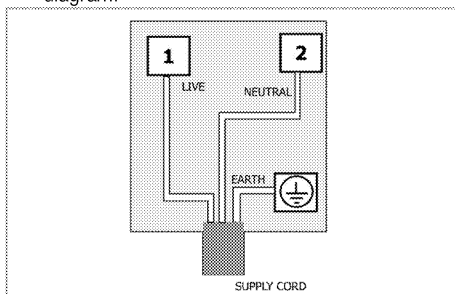 diagram.
1
2
LIVE
NEUTRAL
EARTH
SUPPLY CORD